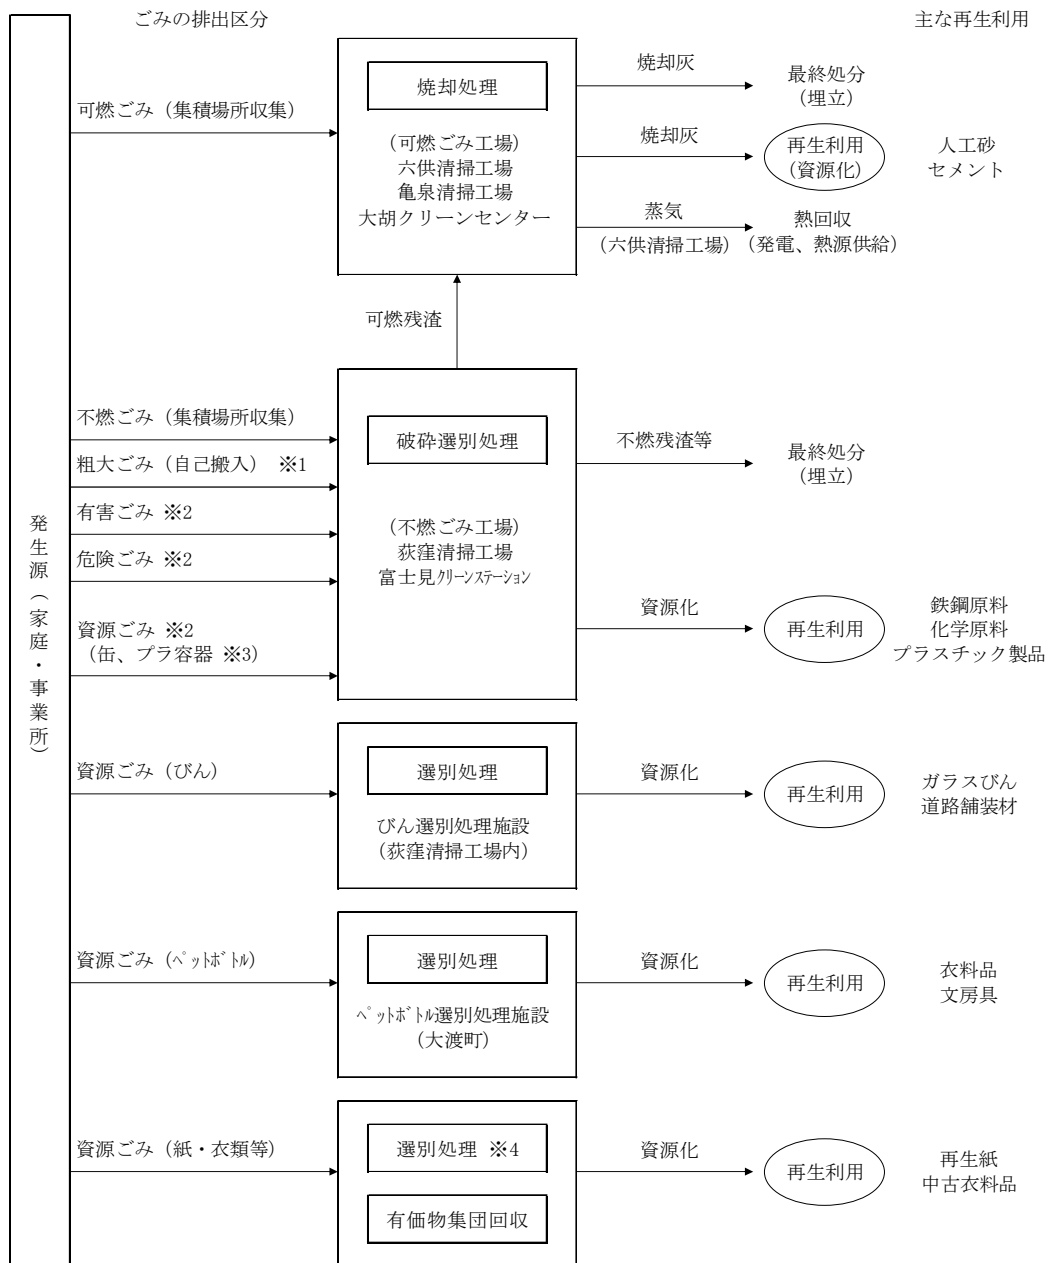 ごみの排出区分
主な再生利用
発生源（家庭・事業所）
可燃ごみ（集積場所収集）
焼却処理
（可燃ごみ工場）
六供清掃工場
亀泉清掃工場
大胡クリーンセンター
焼却灰
最終処分
（埋立）
焼却灰
再生利用
（資源化）
人工砂
セメント
蒸気
（六供清掃工場）
熱回収
（発電、熱源供給）
可燃残渣
不燃ごみ（集積場所収集）
粗大ごみ（自己搬入） ※1
有害ごみ ※2
危険ごみ ※2
資源ごみ ※2
（缶、プラ容器 ※3）
破砕選別処理
（不燃ごみ工場）
荻窪清掃工場
富士見ｸﾘｰﾝｽﾃｰｼｮﾝ
不燃残渣等
最終処分
（埋立）
資源化
再生利用
鉄鋼原料
化学原料
プラスチック製品
資源ごみ（びん）
選別処理
びん選別処理施設
（荻窪清掃工場内）
資源化
再生利用
ガラスびん
道路舗装材
資源ごみ（ﾍﾟｯﾄﾎﾞﾄﾙ）
選別処理
ﾍﾟｯﾄﾎﾞﾄﾙ選別処理施設
（大渡町）
資源化
再生利用
衣料品
文房具
資源ごみ（紙・衣類等）
選別処理 ※4
有価物集団回収
資源化
再生利用
再生紙
中古衣料品